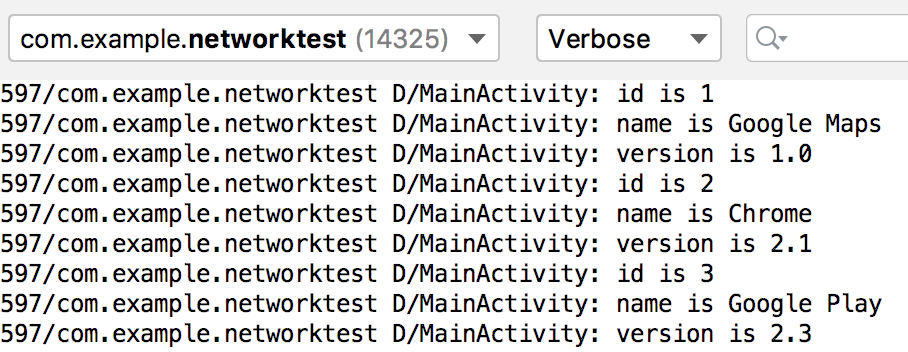 com.example.networktest (14325) Verbose
597/com.example.networktest D/MainActivity: id is 1
597/com.example.networktest D/MainActivity: name is Google Maps
597/com.example.networktest D/MainActivity: version is 1.0
597/com.example.networktest D/MainActivity: id is 2
597/com.example.networktest D/MainActivity: name is Chrome
597/com.example.networktest D/MainActivity: version is 2.1
597/com.example.networktest D/MainActivity: id is 3
597/com.example.networktest D/MainActivity: name is Google Play
597/com.example.networktest D/MainActivity: version is 2.3